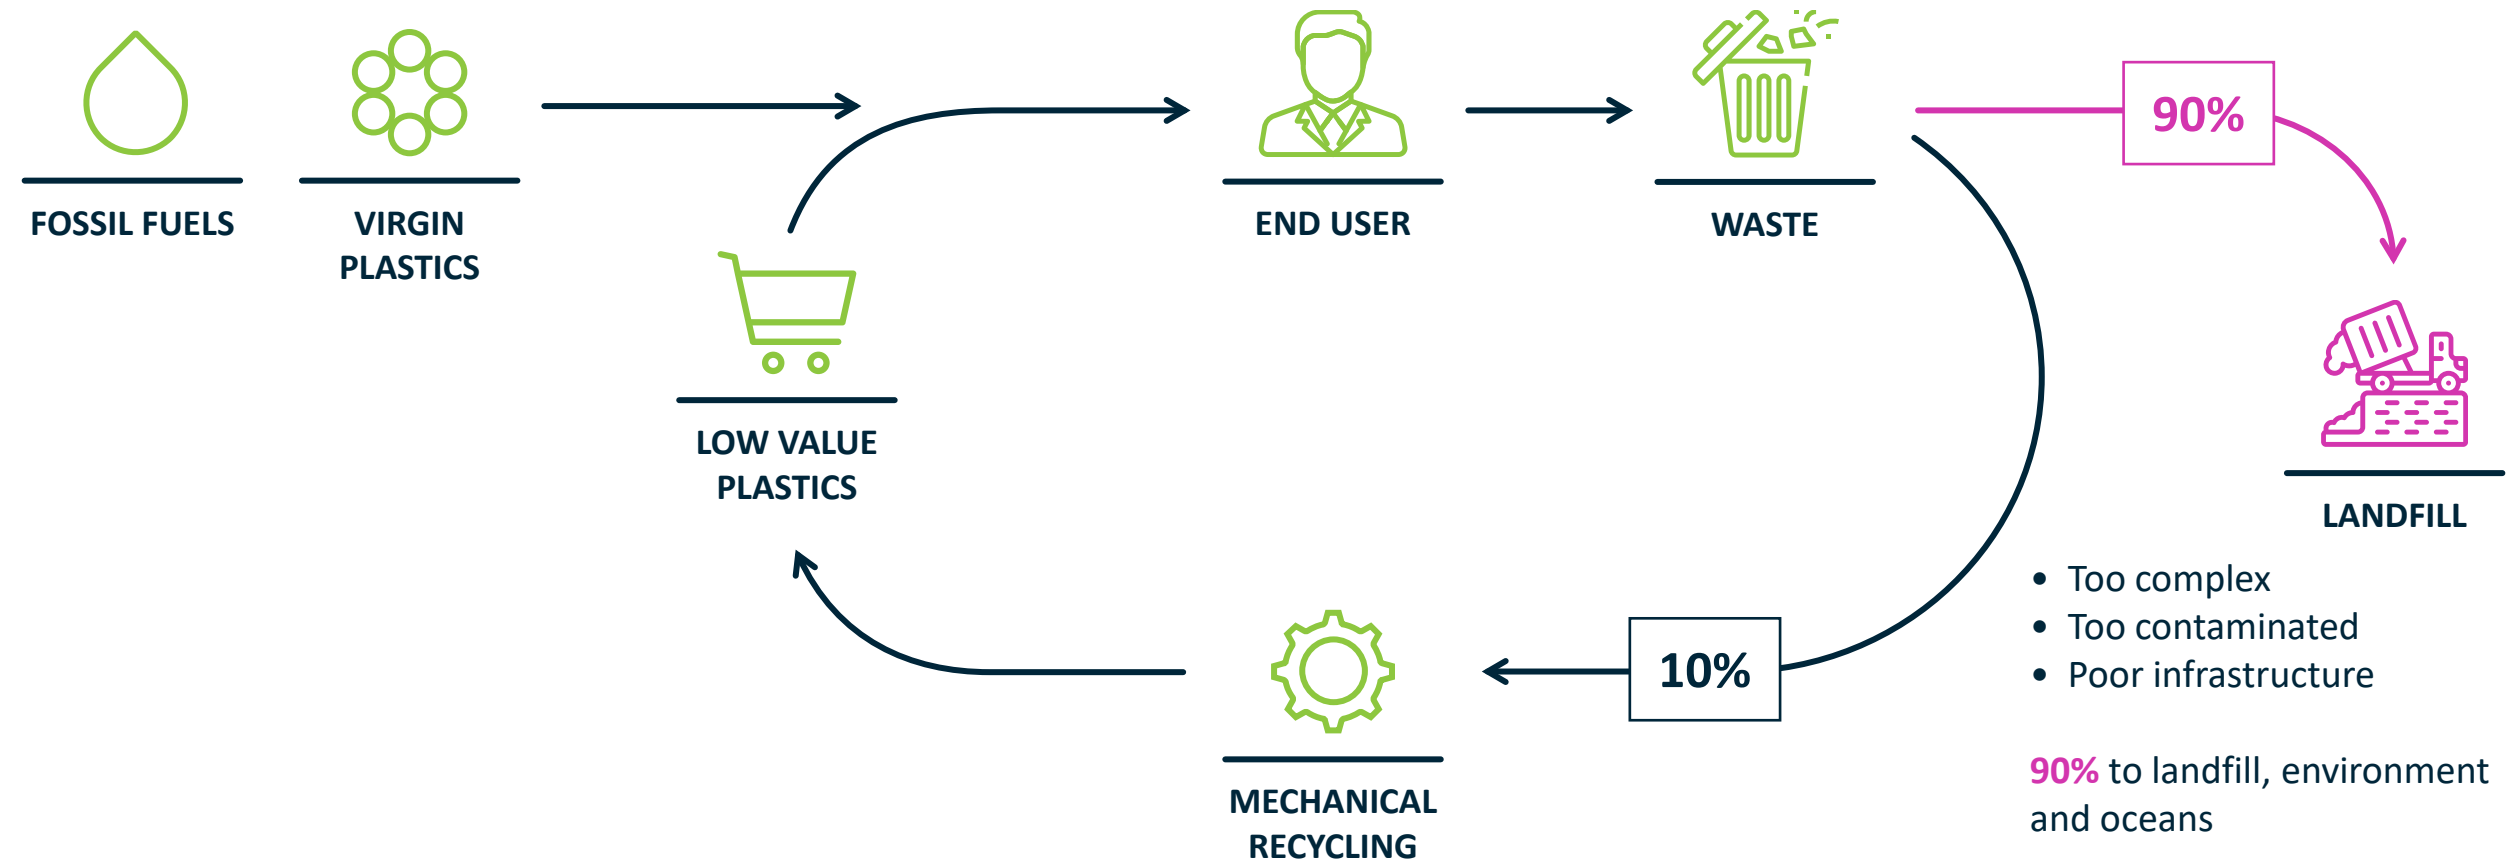 FOSSIL FUELS
VIRGIN
PLASTICS
END USER
WASTE
90%
LOW VALUE
PLASTICS
LANDFILL
• Too complex
• Too contaminated
• Poor infrastructure
10%
90% to landfill, environment
and oceans
MECHANICAL
RECYCLING